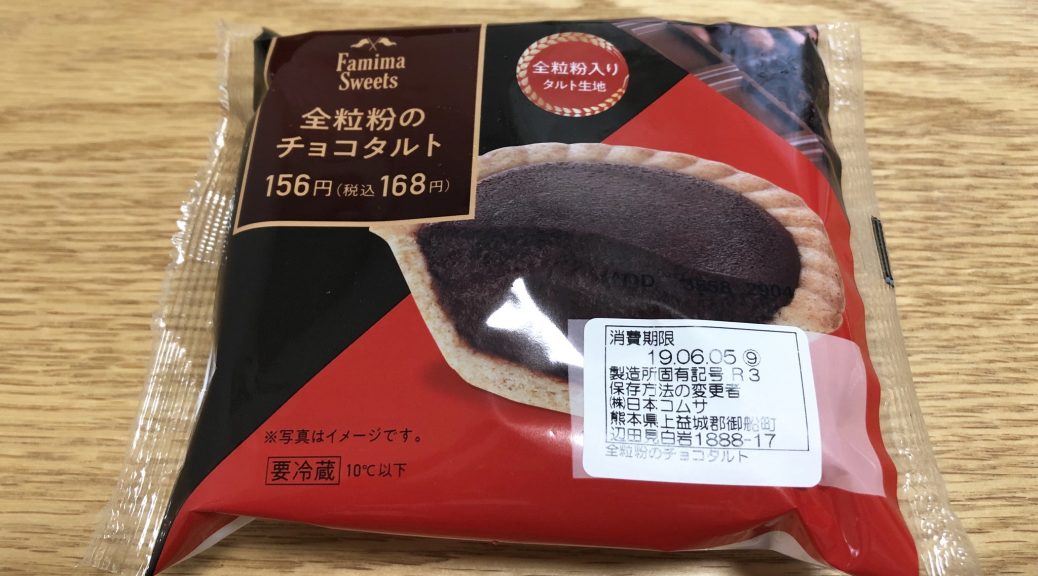 Famima
Sweets
全粒粉の
チョコタルト
156円(税込168円)
全粒粉入り
タルト生地
消費期限
19.06.05⑨
製造所固有記号 R3
保存方法の変更者
㈱日本コムサ
熊本県上益城郡御船町
辺田見白岩1888-17
全粒粉のチョコタルト
※写真はイメージです。
要冷蔵 10℃以下